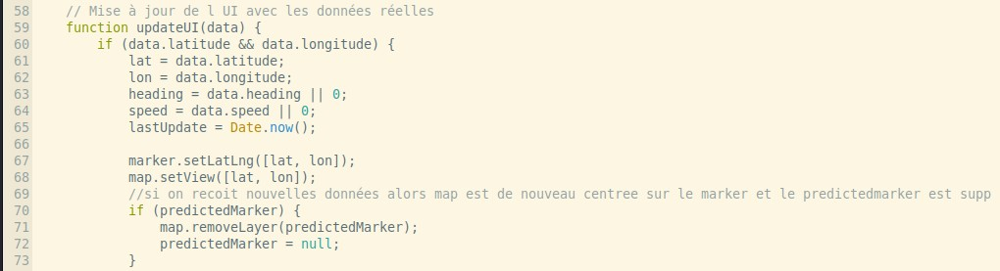 58 // Mise à jour de l UI avec les données réelles
59 function updateUI(data) {
60 if (data.latitude && data.longitude) {
61 lat = data.latitude;
62 lon = data.longitude;
63 heading = data.heading || 0;
64 speed = data.speed || 0;
65 lastUpdate = Date.now();
66
67 marker.setLatLng([lat, lon]);
68 map.setView([lat, lon]);
69 //si on recoit nouvelles données alors map est de nouveau centree sur le marker et le predictedmarker est supp
70 if (predictedMarker) {
71 map.removeLayer(predictedMarker);
72 predictedMarker = null;
73 }